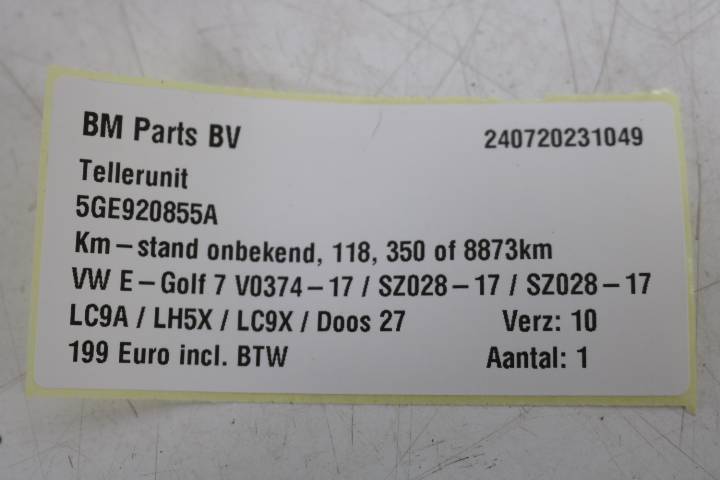 BM Parts BV 240720231049
Tellerunit
5GE920855A
Km-stand onbekend, 118, 350 of 8873km
VW E-Golf 7 V0374-17 / SZ028-17 / SZ028-17
LC9A / LH5X / LC9X / Doos 27 Verz: 10
199 Euro incl. BTW Aantal: 1